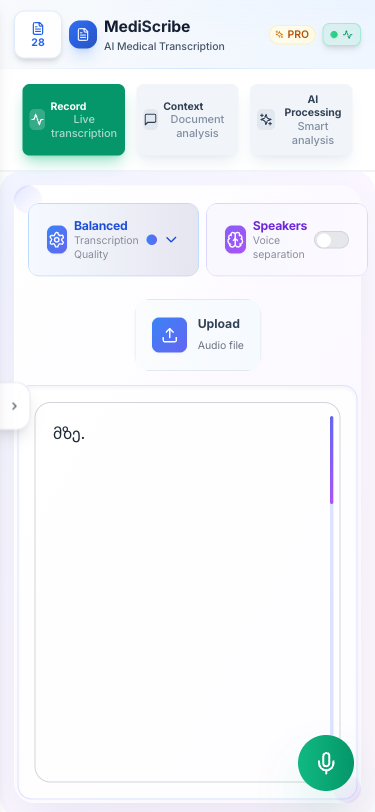 28
MediScribe
AI Medical Transcription
PRO
Record
Live
transcription
Context
Document
analysis
AI
Processing
Smart
analysis
Balanced
Transcription
Quality
Speakers
Voice
separation
Upload
Audio file
მზე.